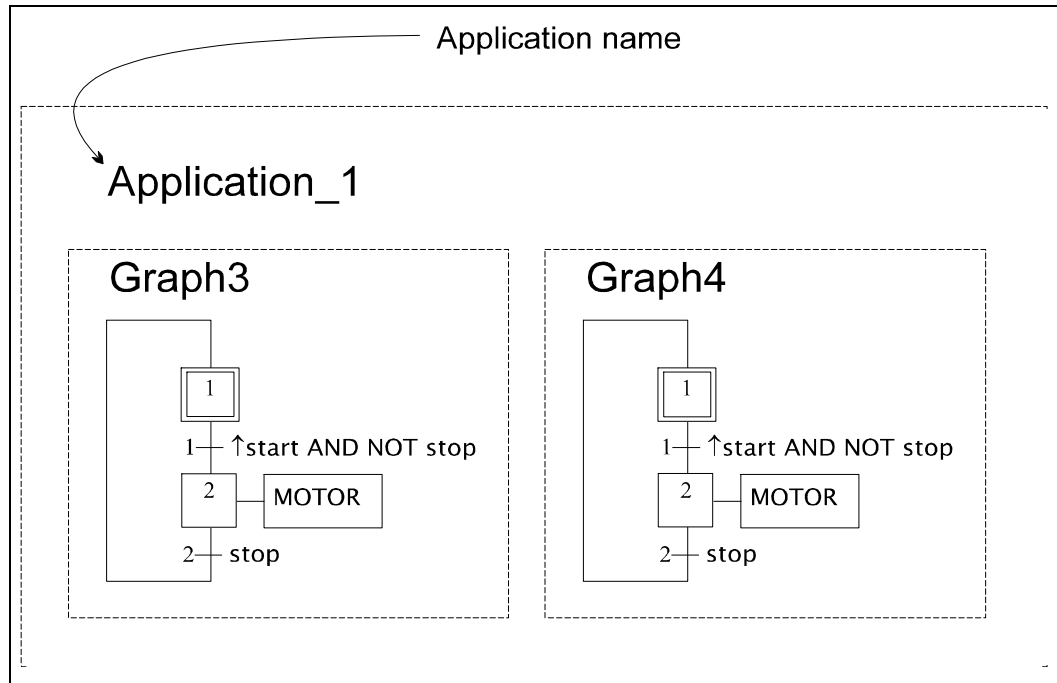 Application name
Application_1
Graph3
1
1 ↑start AND NOT stop
2 MOTOR
2 stop
Graph4
1
1 ↑start AND NOT stop
2 MOTOR
2 stop